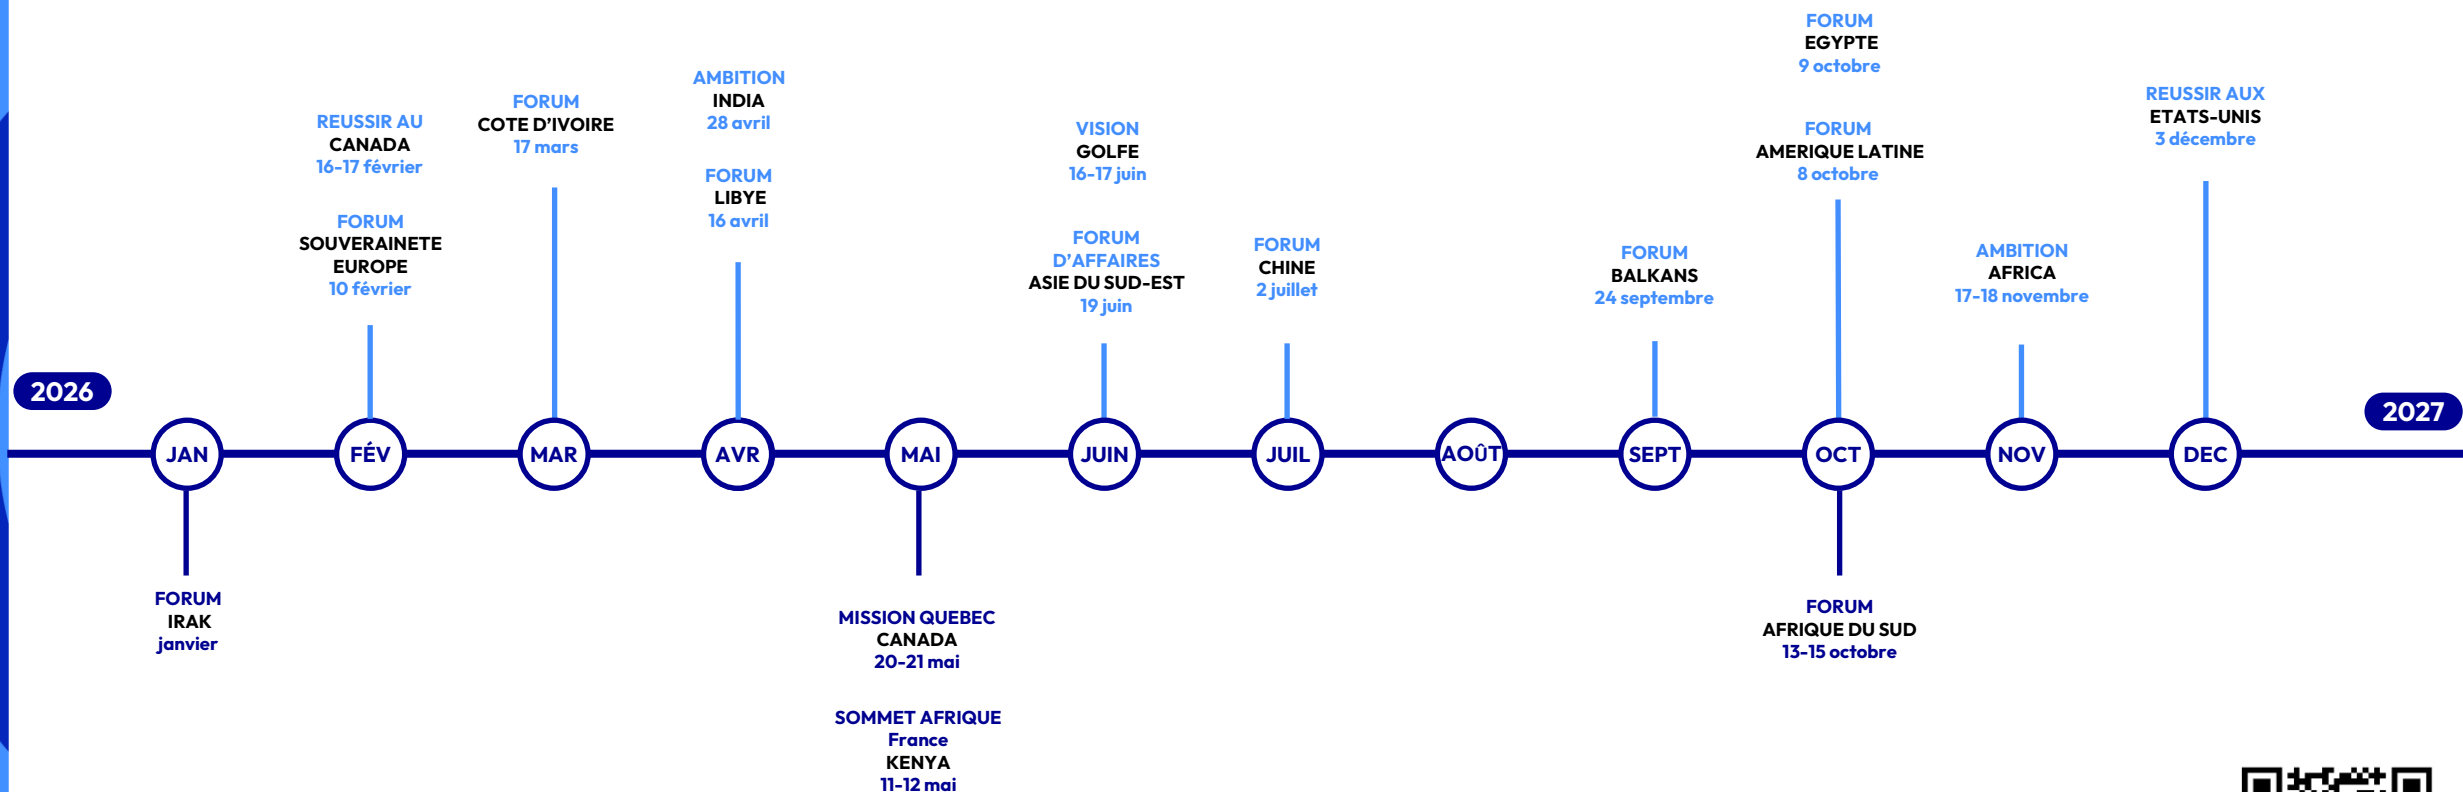 REUSSIR AU
CANADA
16-17 février
FORUM
SOUVERAINETE
EUROPE
10 février
FORUM
COTE D’IVOIRE
17 mars
AMBITION
INDIA
28 avril
FORUM
LIBYE
16 avril
VISION
GOLFE
16-17 juin
FORUM
D’AFFAIRES
ASIE DU SUD-EST
19 juin
FORUM
CHINE
2 juillet
FORUM
BALKANS
24 septembre
FORUM
EGYPTE
9 octobre
FORUM
AMERIQUE LATINE
8 octobre
AMBITION
AFRICA
17-18 novembre
REUSSIR AUX
ETATS-UNIS
3 décembre
2026
2027
JAN
FÉV
MAR
AVR
MAI
JUIN
JUIL
AOÛT
SEPT
OCT
NOV
DEC
FORUM
IRAK
janvier
MISSION QUEBEC
CANADA
20-21 mai
SOMMET AFRIQUE
France
KENYA
11-12 mai
FORUM
AFRIQUE DU SUD
13-15 octobre